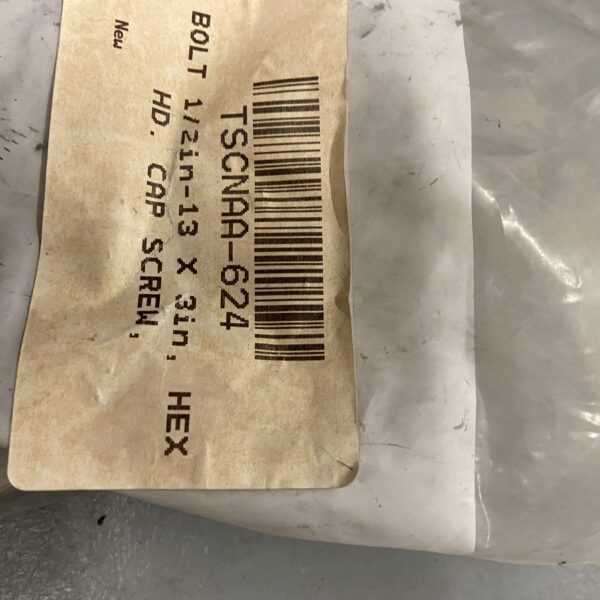 TSCNAA-624
BOLT 1/2in-13 X 3in, HEX
HD. CAP SCREW,
New